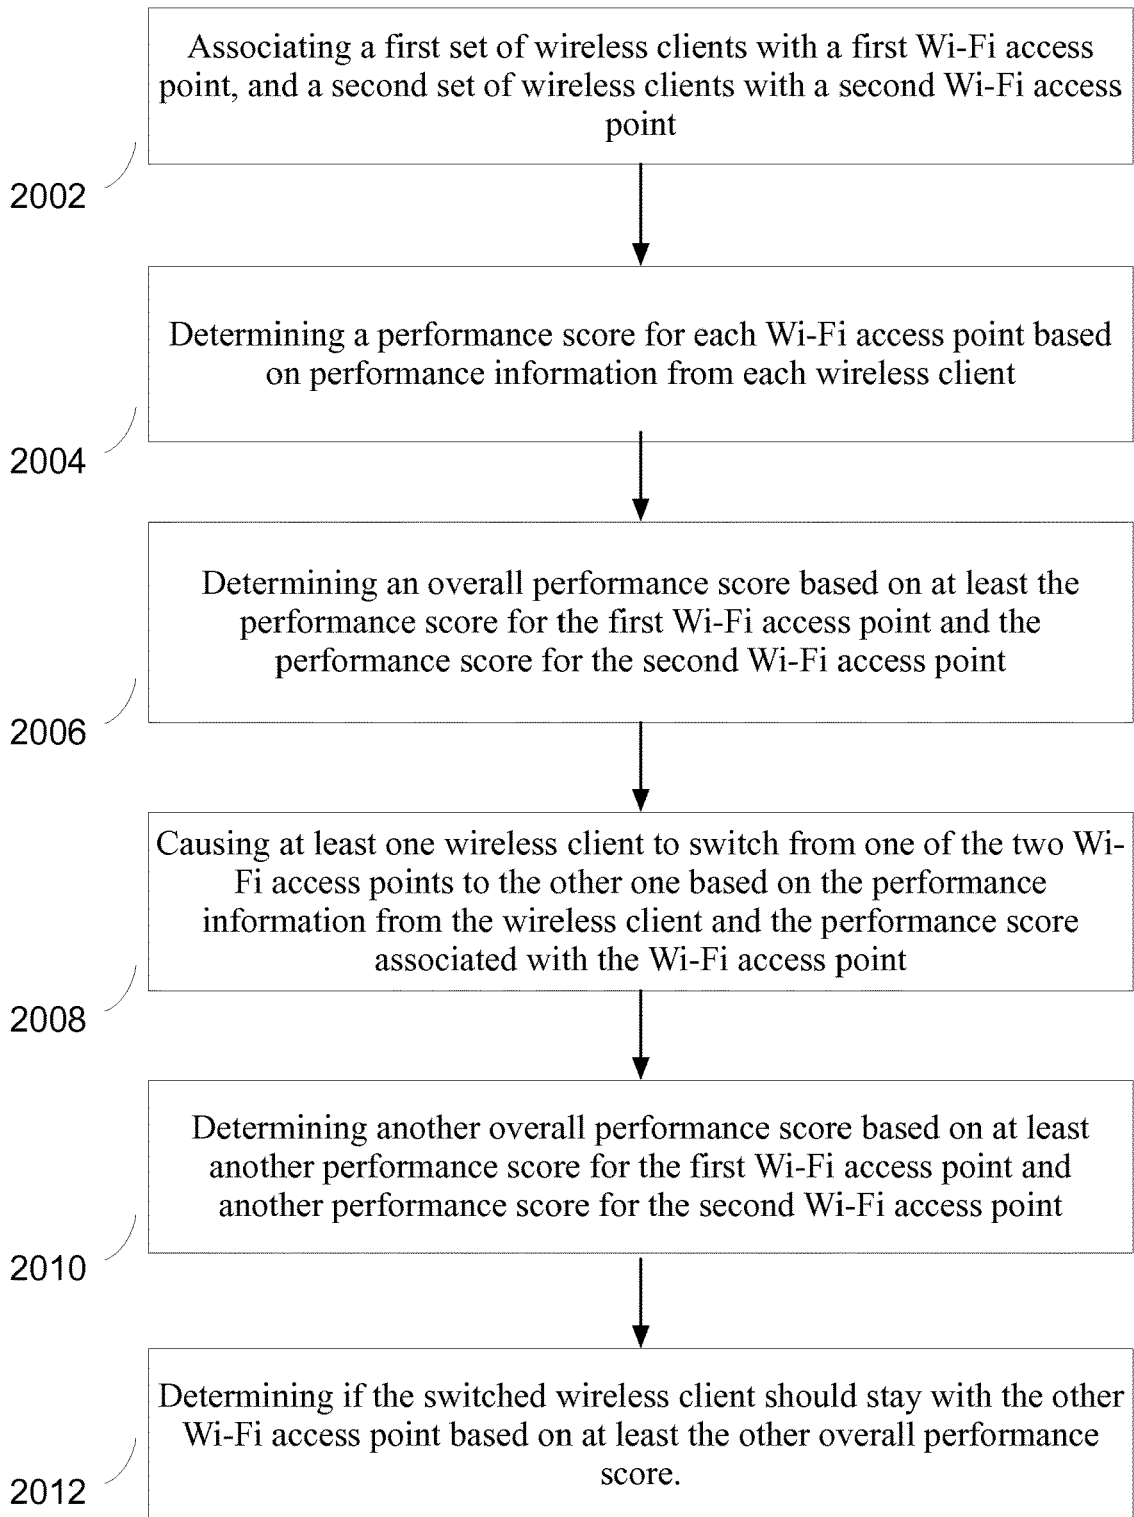 Associating a first set of wireless clients with a first Wi-Fi access
point, and a second set of wireless clients with a second Wi-Fi access
point
2002
Determining a performance score for each Wi-Fi access point based
on performance information from each wireless client
2004
Determining an overall performance score based on at least the
performance score for the first Wi-Fi access point and the
performance score for the second Wi-Fi access point
2006
Causing at least one wireless client to switch from one of the two Wi-
Fi access points to the other one based on the performance
information from the wireless client and the performance score
associated with the Wi-Fi access point
2008
Determining another overall performance score based on at least
another performance score for the first Wi-Fi access point and
another performance score for the second Wi-Fi access point
2010
Determining if the switched wireless client should stay with the other
Wi-Fi access point based on at least the other overall performance
score.
2012